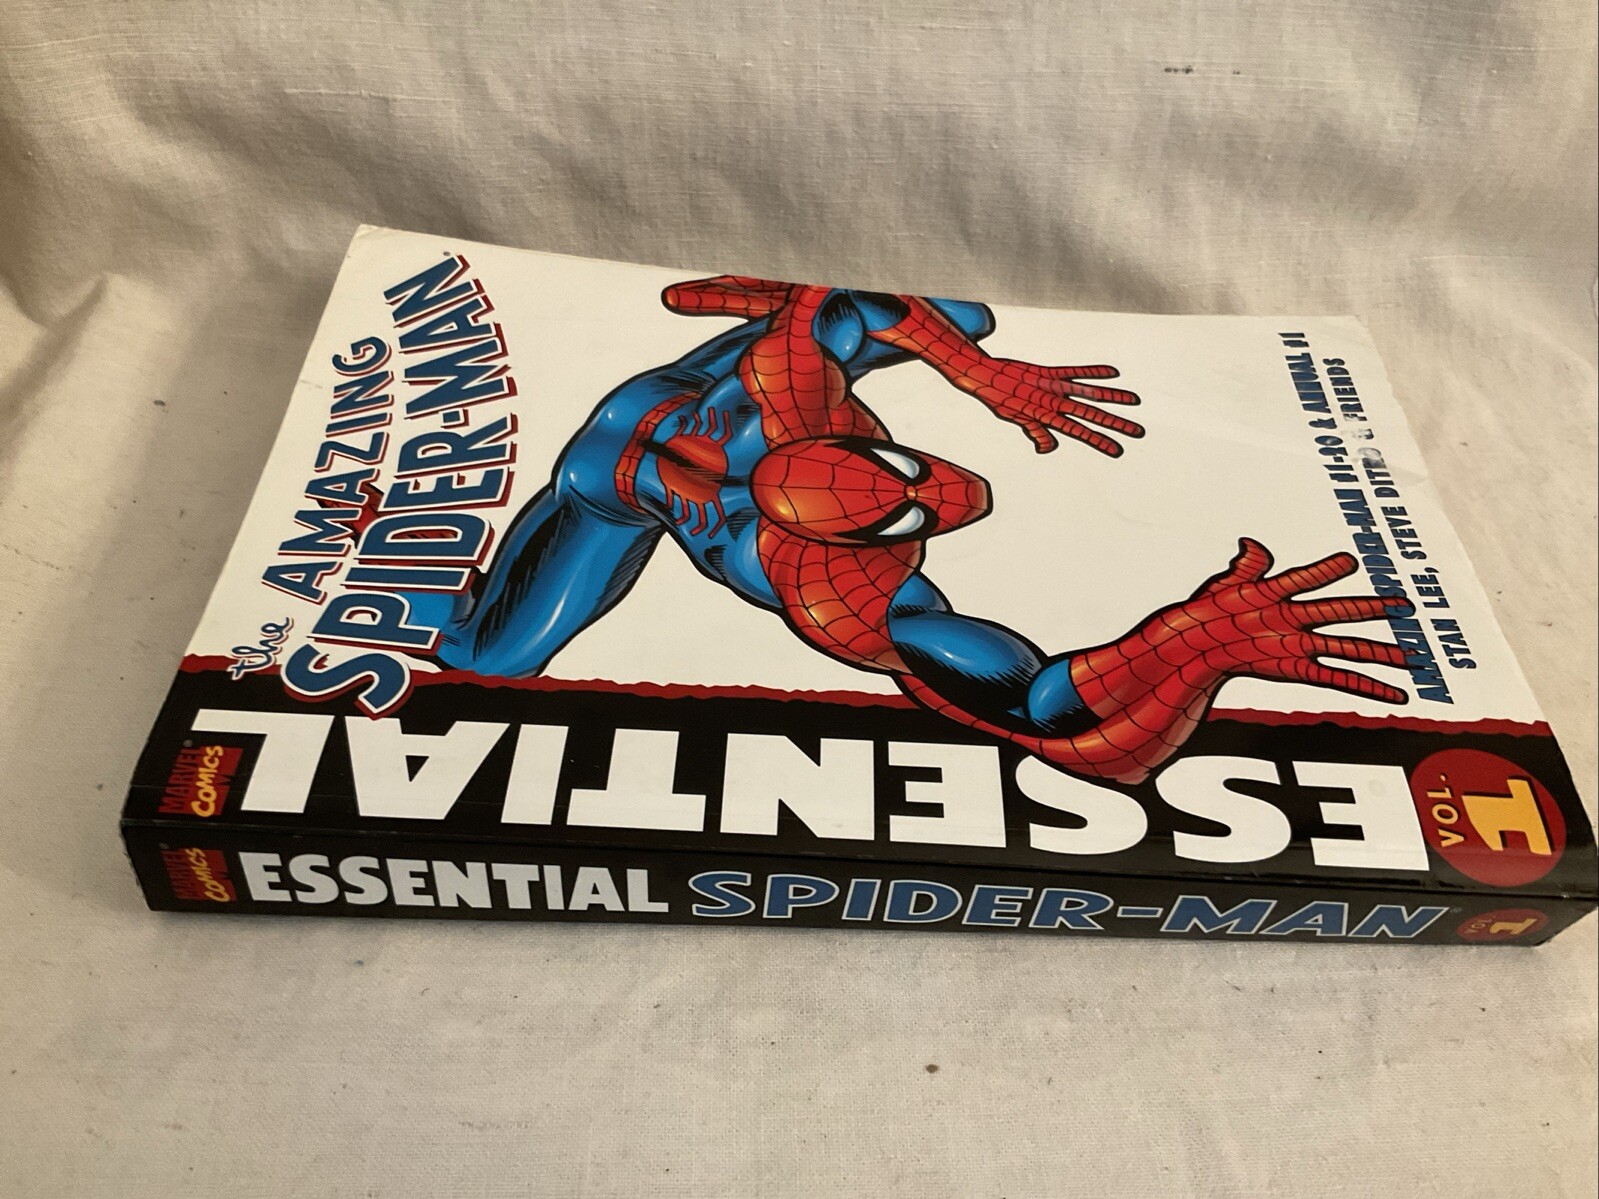 the AMAZING
SPIDER-MAN
ESSENTIAL
VOL.
1
AMAZING SPIDER-MAN #1-20 & ANNUAL #1
STAN LEE, STEVE DITKO & FRIENDS
MARVEL
COMICS
MARVEL
COMICS
ESSENTIAL SPIDER-MAN
VOL.
1